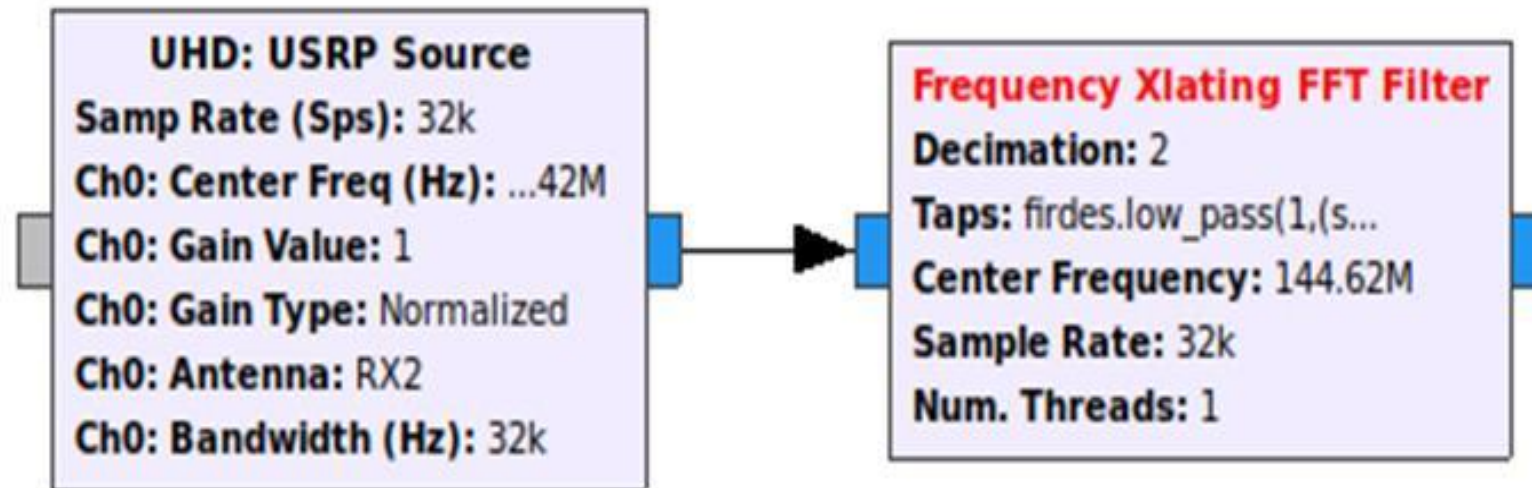 UHD: USRP Source
Samp Rate (Sps): 32k
Ch0: Center Freq (Hz): ...42M
Ch0: Gain Value: 1
Ch0: Gain Type: Normalized
Ch0: Antenna: RX2
Ch0: Bandwidth (Hz): 32k
Frequency Xlating FFT Filter
Decimation: 2
Taps: firdes.low_pass(1,(s...
Center Frequency: 144.62M
Sample Rate: 32k
Num. Threads: 1